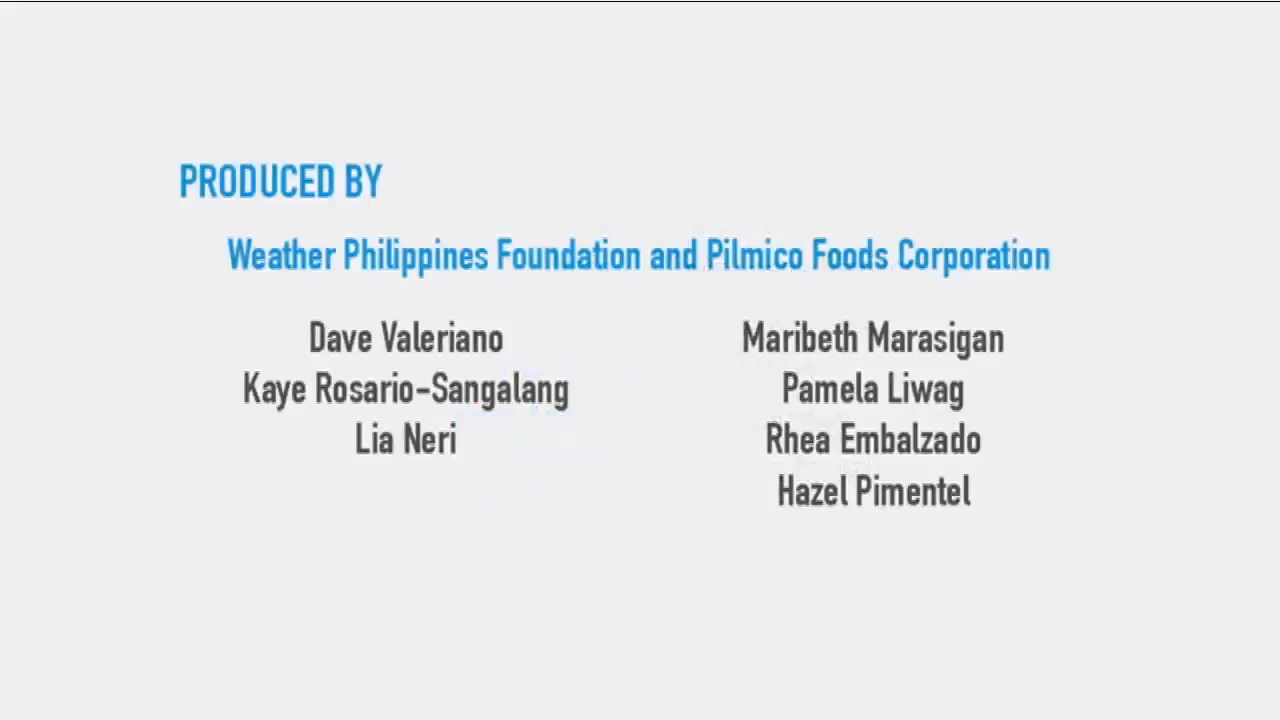 PRODUCED BY
Weather Philippines Foundation and Pilmico Foods Corporation
Dave Valeriano
Kaye Rosario-Sangalang
Lia Neri
Maribeth Marasigan
Pamela Liwag
Rhea Embalzado
Hazel Pimentel